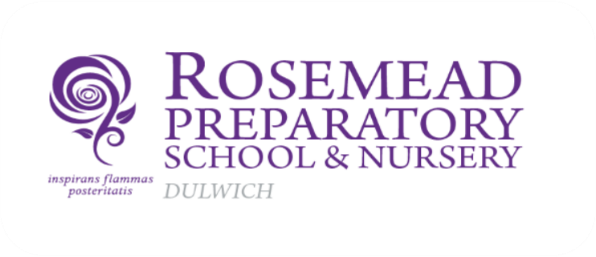 ROSEMEAD
PREPARATORY
SCHOOL & NURSERY
inspirans flammas
posteritatis
DULWICH